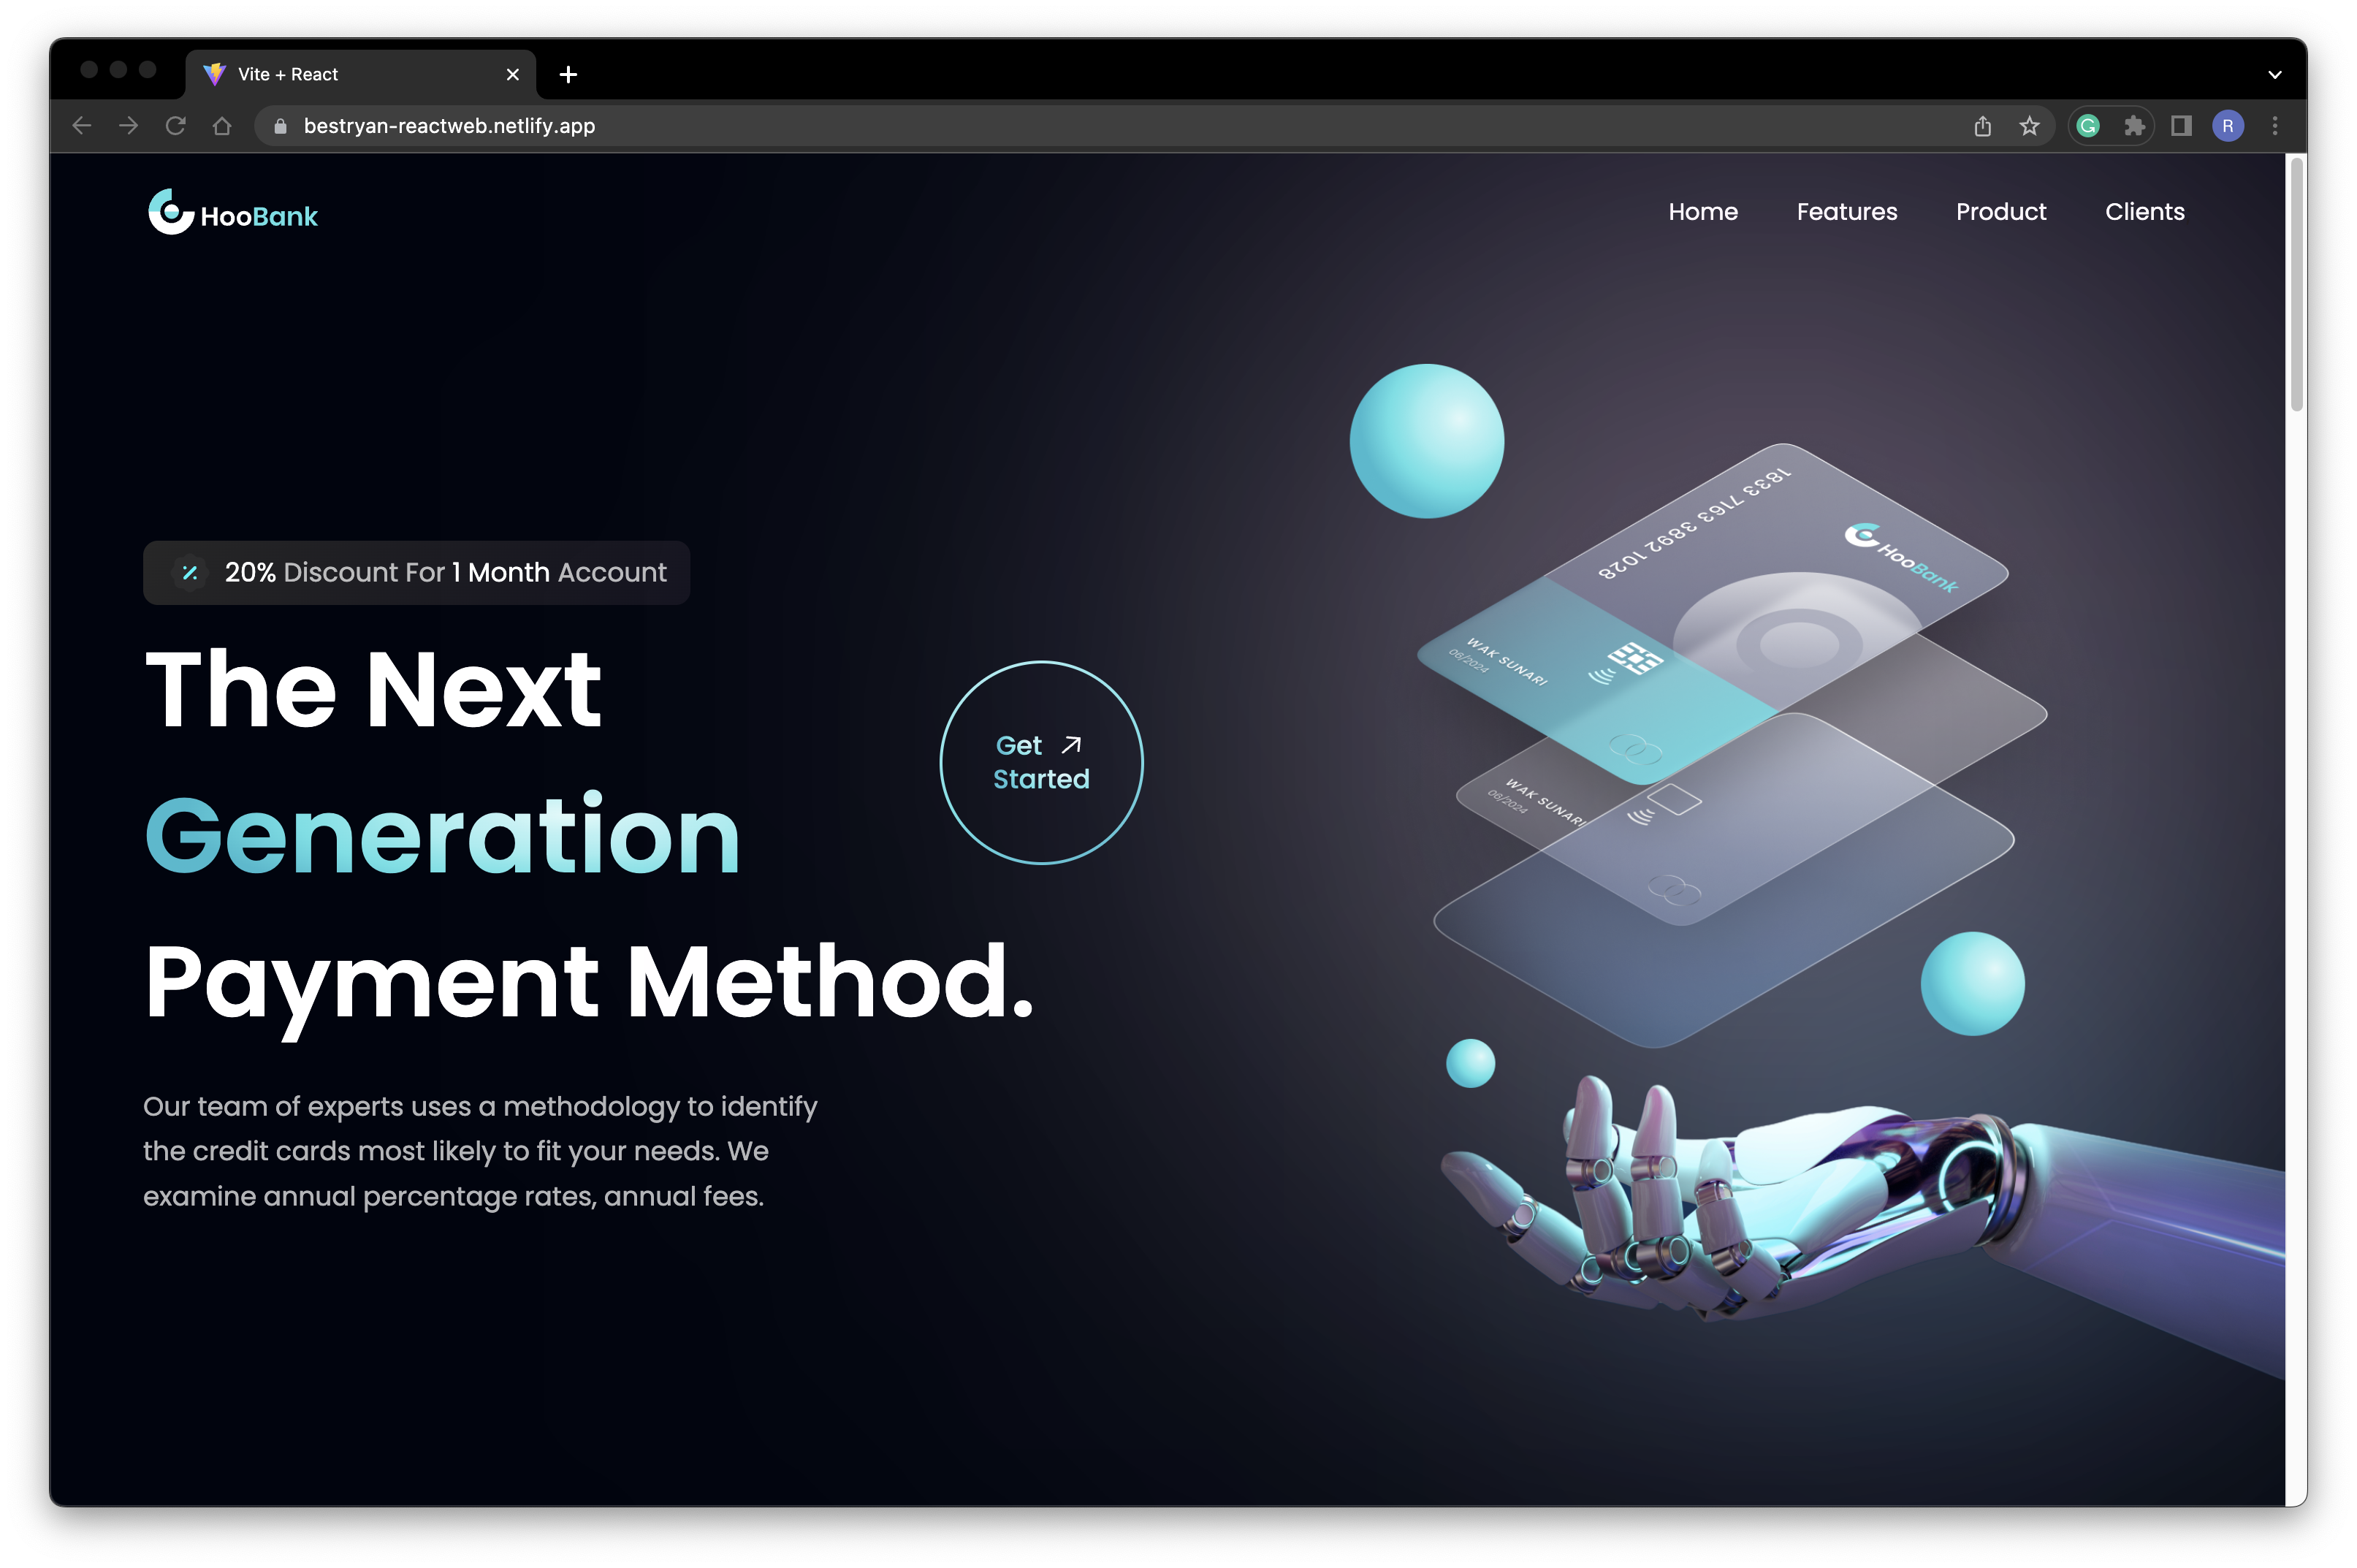 Vite + React
bestryan-reactweb.netlify.app
R
HooBank
Home Features Product Clients
20% Discount For 1 Month Account
The Next
Generation
Payment Method.
Get
Started
Our team of experts uses a methodology to identify
the credit cards most likely to fit your needs. We
examine annual percentage rates, annual fees.
1833 7163 3892 1028
HooBank
WAK SUNARI
06/2024
WAK SUNARI
06/2024